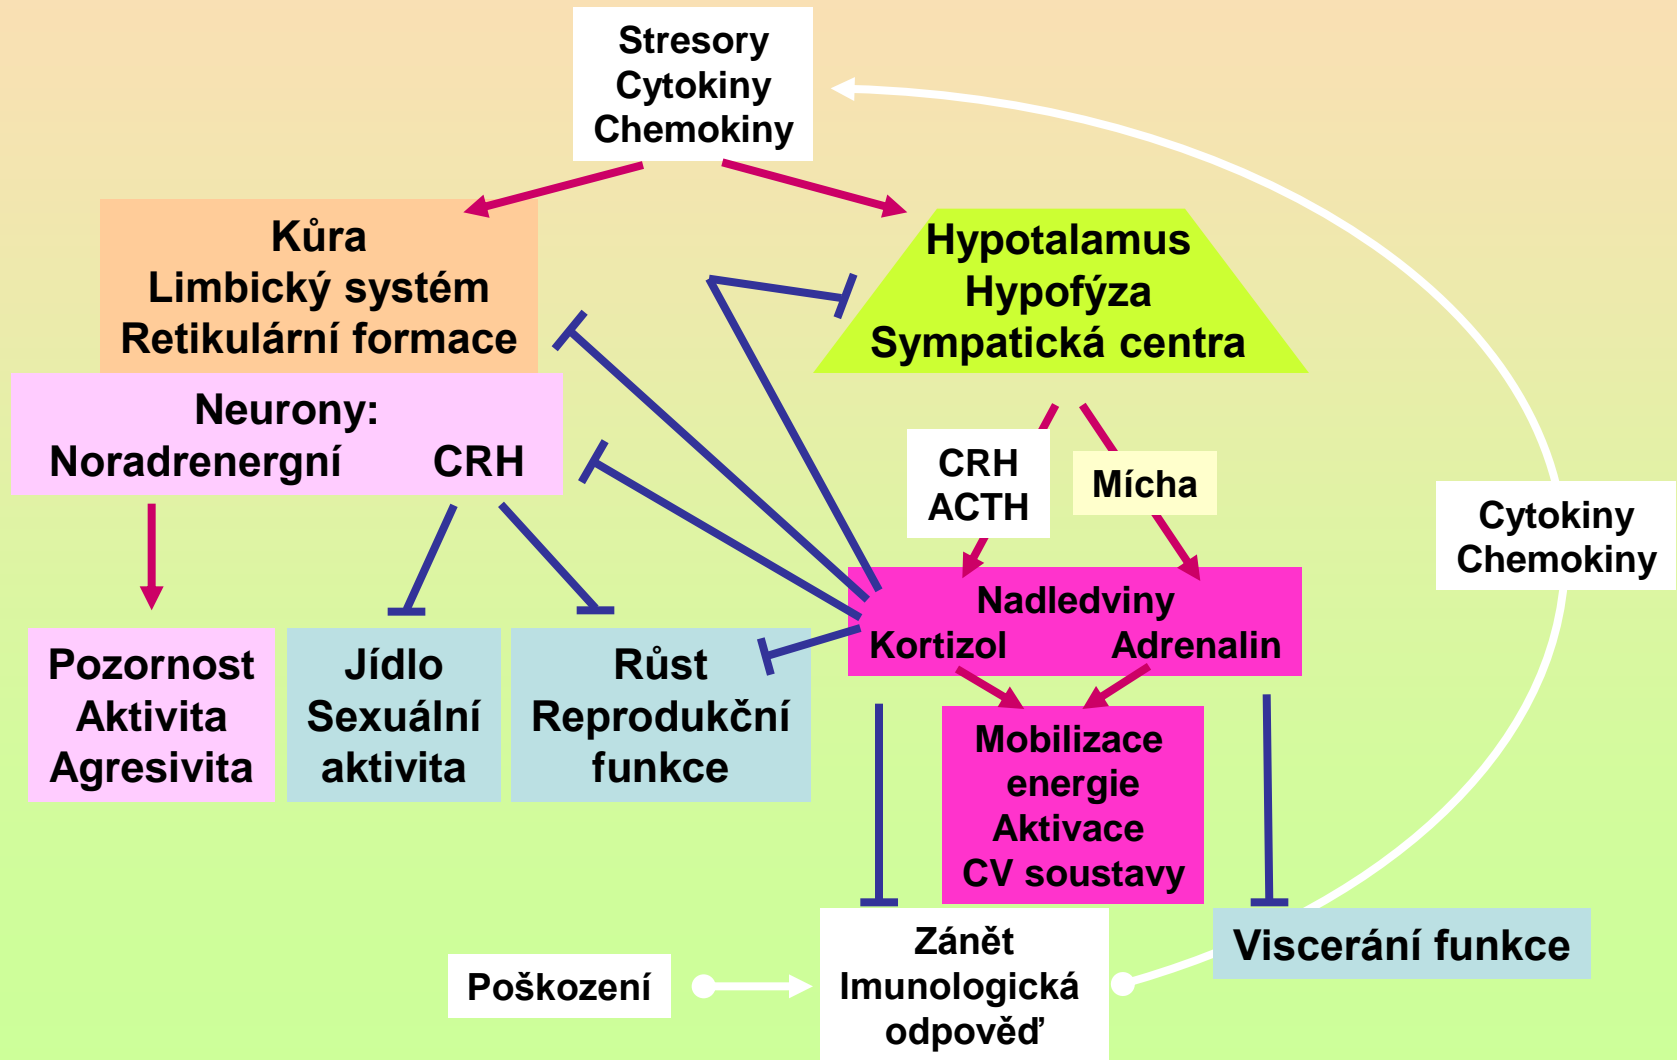 Stresory
Cytokiny
Chemokiny
Kůra
Limbický systém
Retikulární formace
Hypotalamus
Hypofýza
Sympatická centra
Neurony:
Noradrenergní CRH
CRH
ACTH
Mícha
Cytokiny
Chemokiny
Nadledviny
Kortizol Adrenalin
Pozornost
Aktivita
Agresivita
Jídlo
Sexuální
aktivita
Růst
Reprodukční
funkce
Mobilizace
energie
Aktivace
CV soustavy
Poškození
Zánět
Imunologická
odpověď
Viscerání funkce